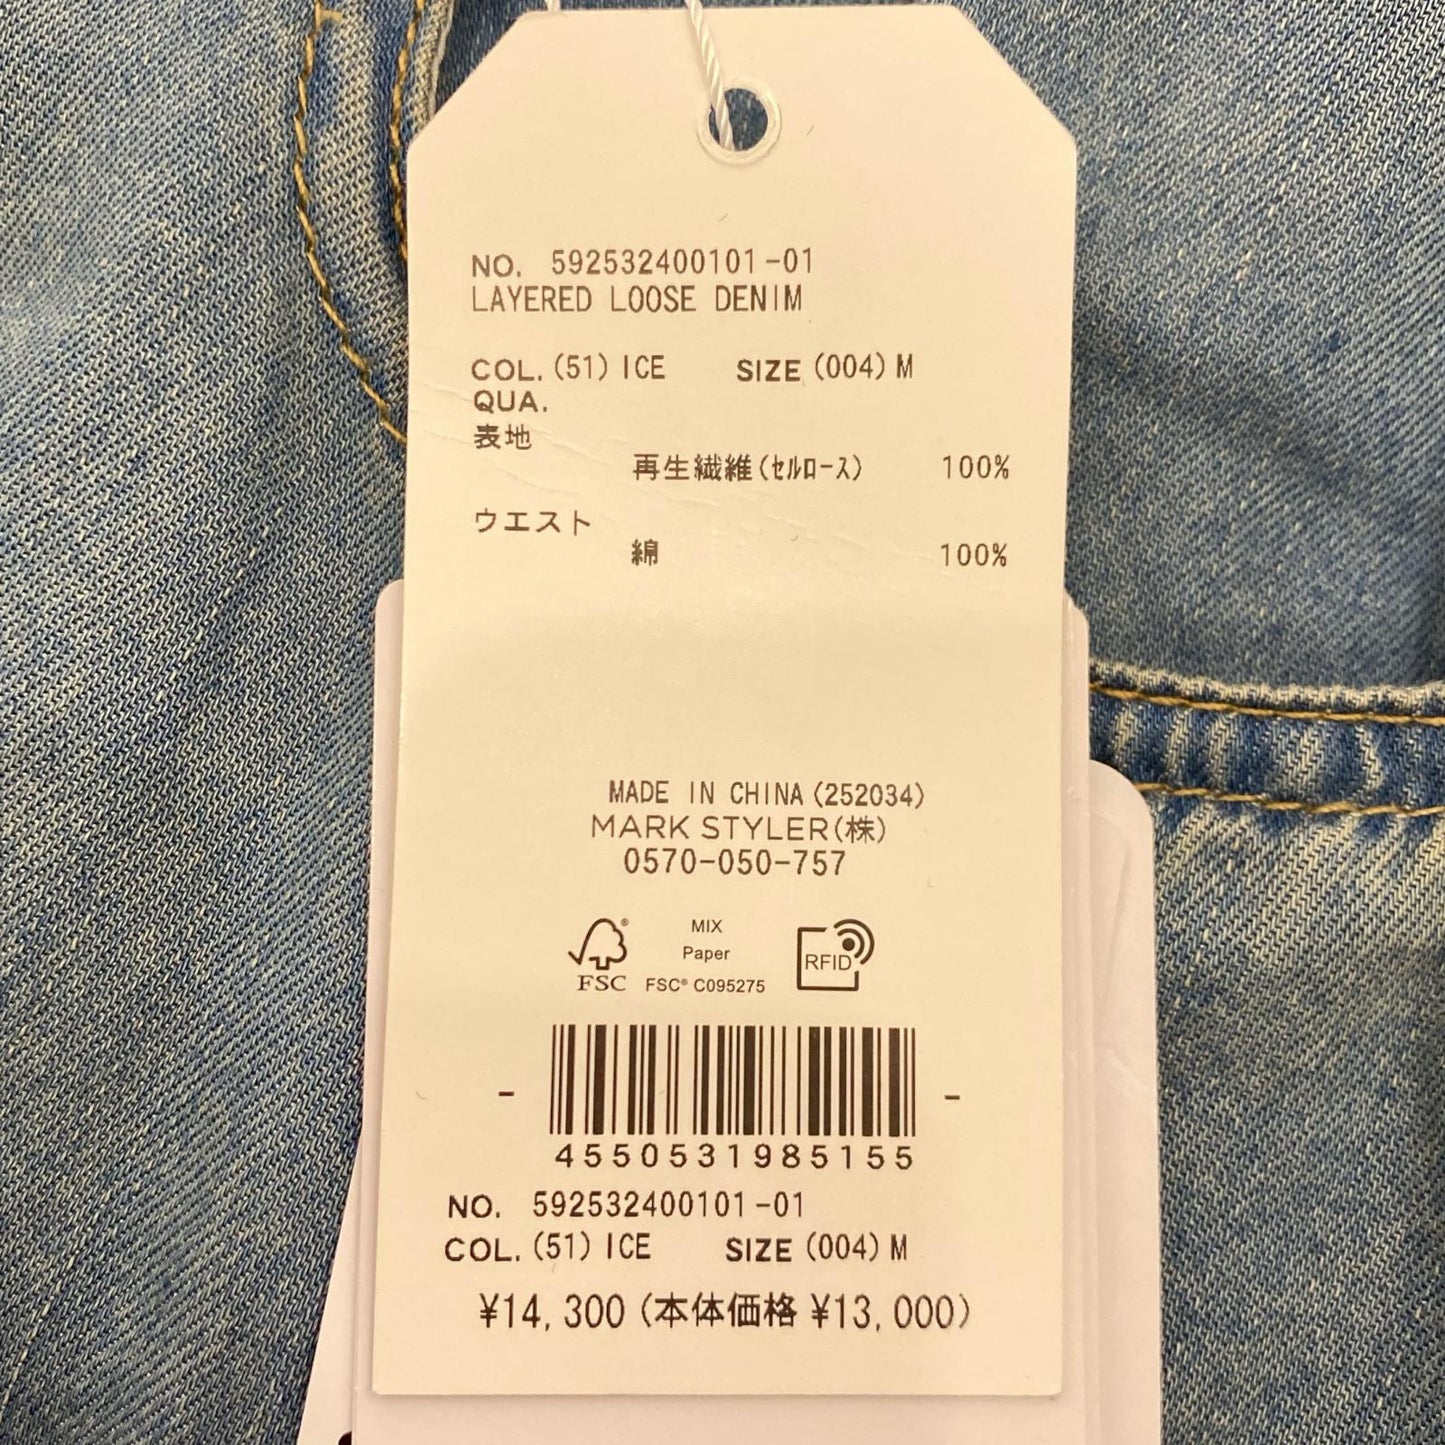 NO. 592532400101-01
LAYERED LOOSE DENIM
COL. (51) ICE SIZE (004) M
QUA.
表地
再生繊維(ｾﾙﾛｰｽ) 100%
ウエスト
綿 100%
MADE IN CHINA (252034)
MARK STYLER(株)
0570-050-757
MIX
Paper
FSC® C095275
FSC
RFID
- -
4550531985155
NO. 592532400101-01
COL. (51) ICE SIZE (004) M
¥14,300 (本体価格 ¥13,000)